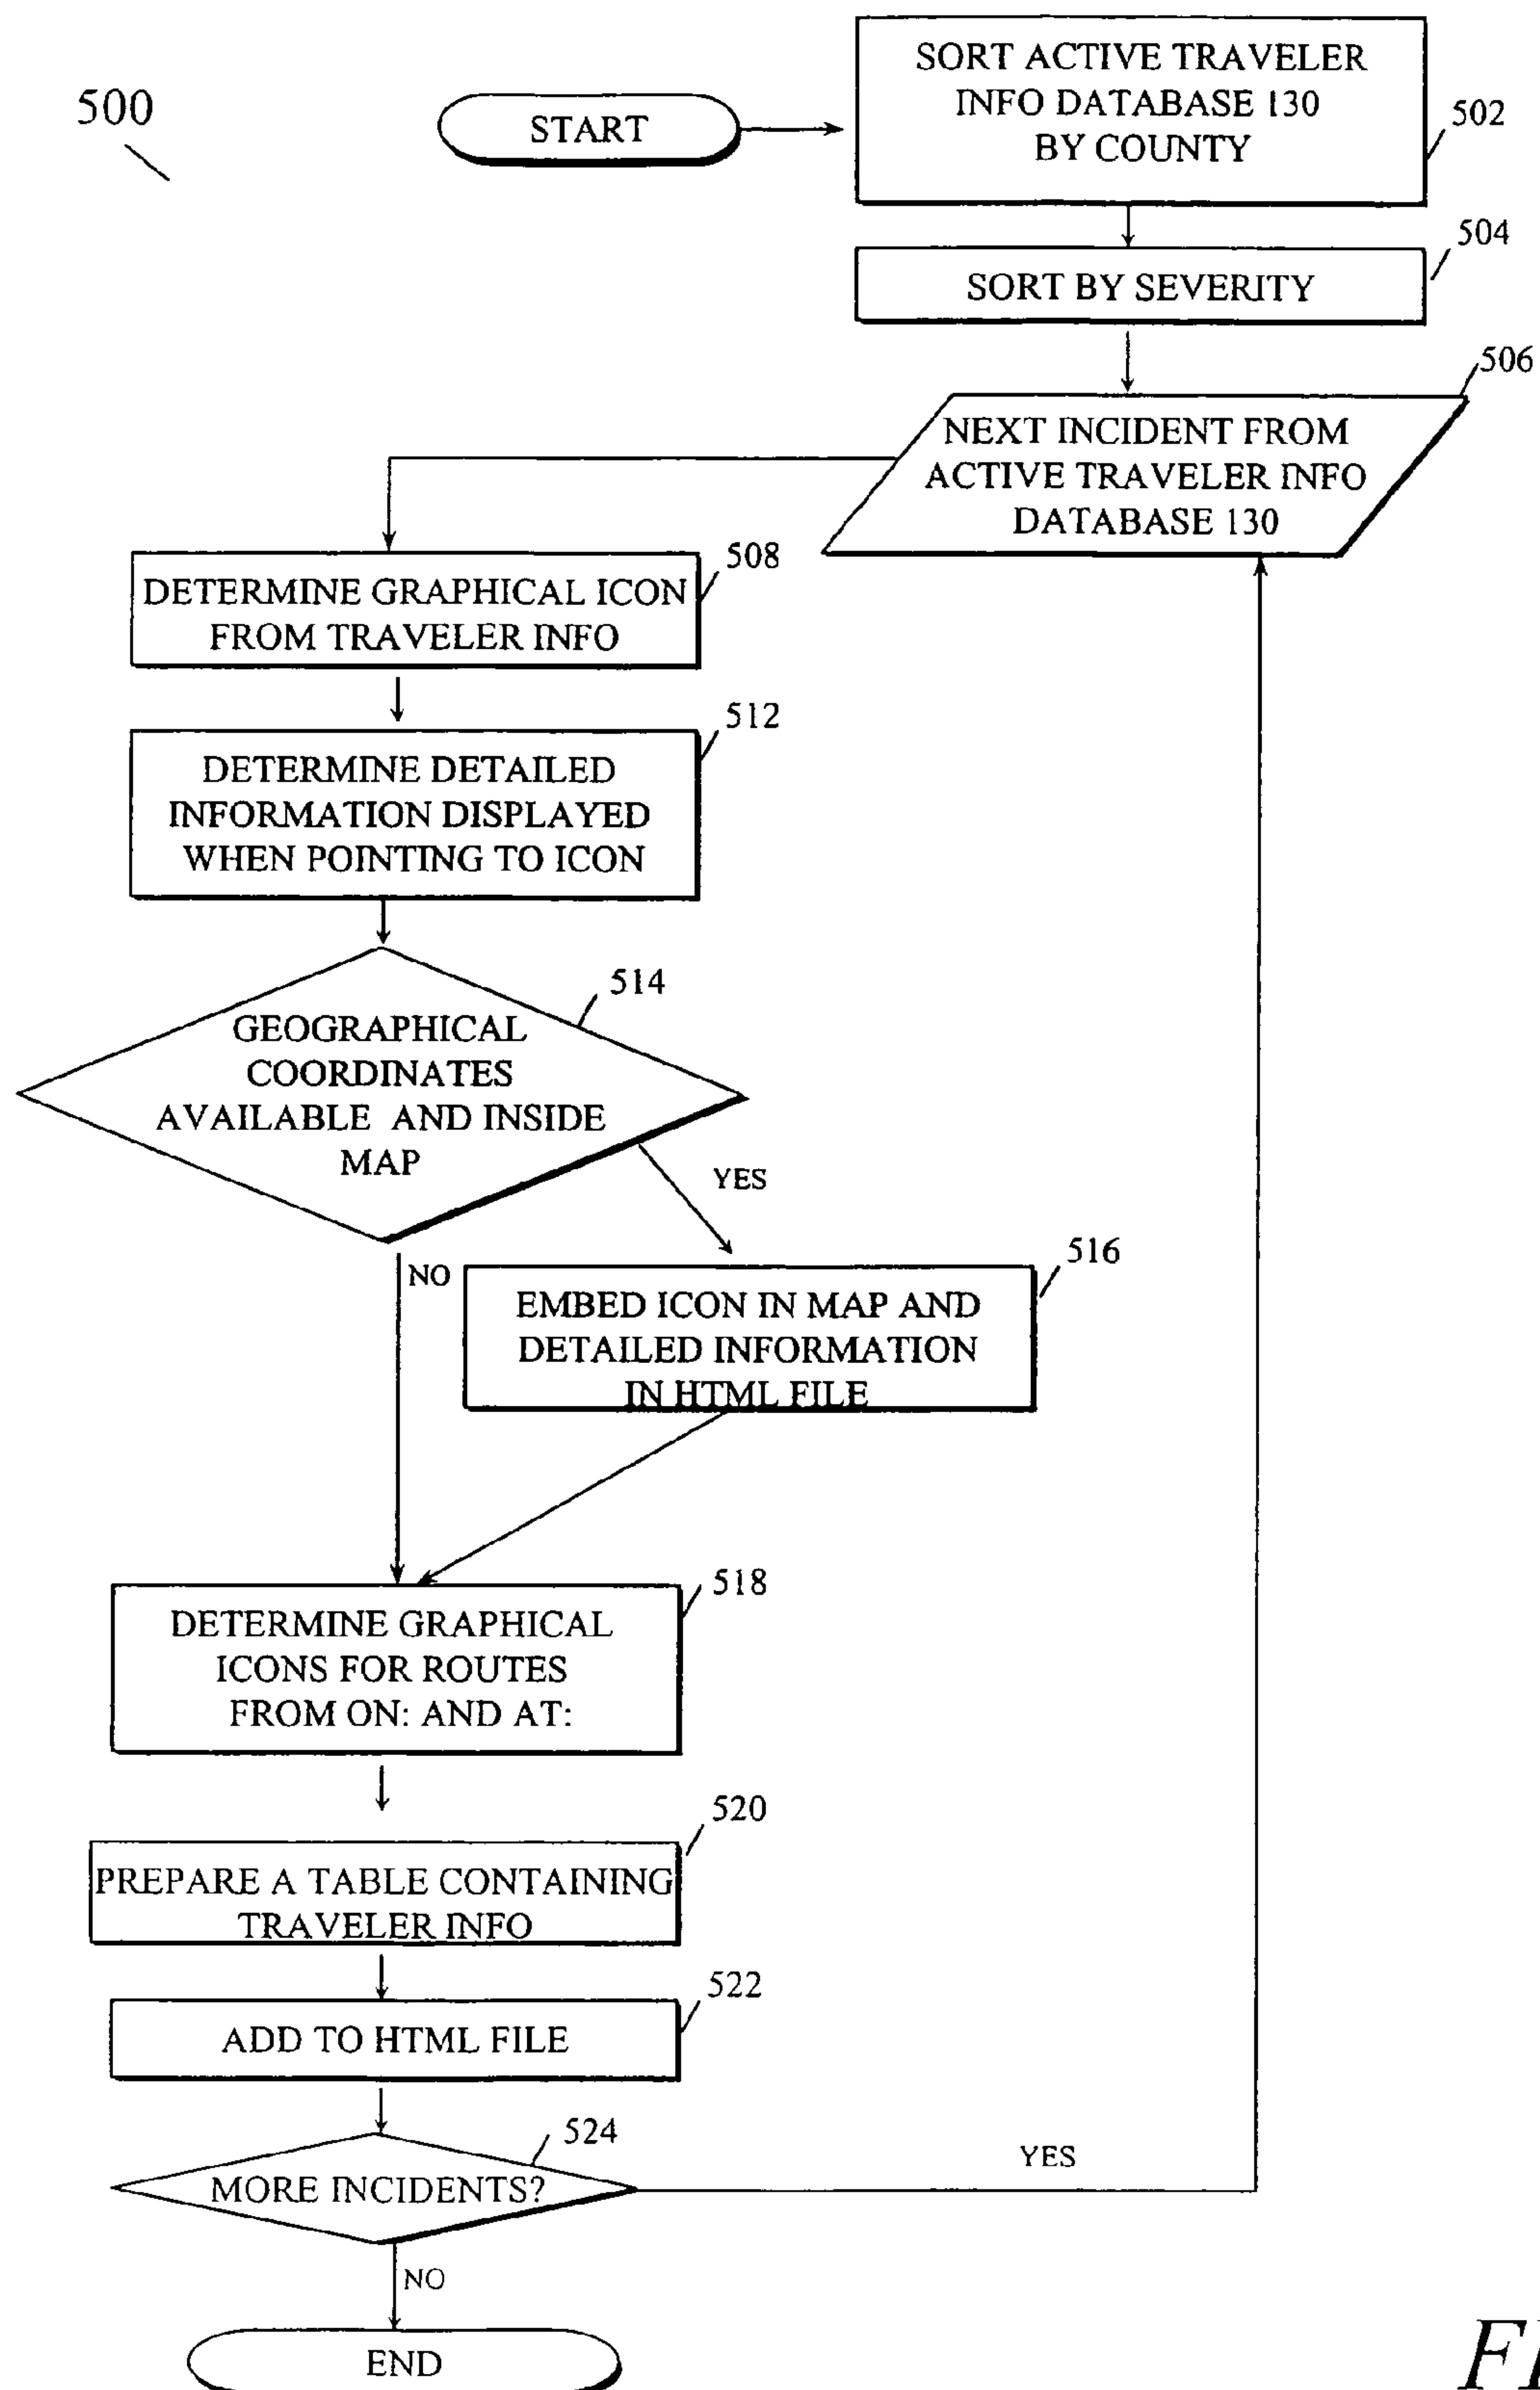 500
START
SORT ACTIVE TRAVELER
INFO DATABASE 130
BY COUNTY
502
504
SORT BY SEVERITY
506
NEXT INCIDENT FROM
ACTIVE TRAVELER INFO
DATABASE 130
508
DETERMINE GRAPHICAL ICON
FROM TRAVELER INFO
512
DETERMINE DETAILED
INFORMATION DISPLAYED
WHEN POINTING TO ICON
514
GEOGRAPHICAL
COORDINATES
AVAILABLE AND INSIDE
MAP
YES
NO
516
EMBED ICON IN MAP AND
DETAILED INFORMATION
IN HTML FILE
518
DETERMINE GRAPHICAL
ICONS FOR ROUTES
FROM ON: AND AT:
520
PREPARE A TABLE CONTAINING
TRAVELER INFO
522
ADD TO HTML FILE
524
MORE INCIDENTS?
YES
NO
END